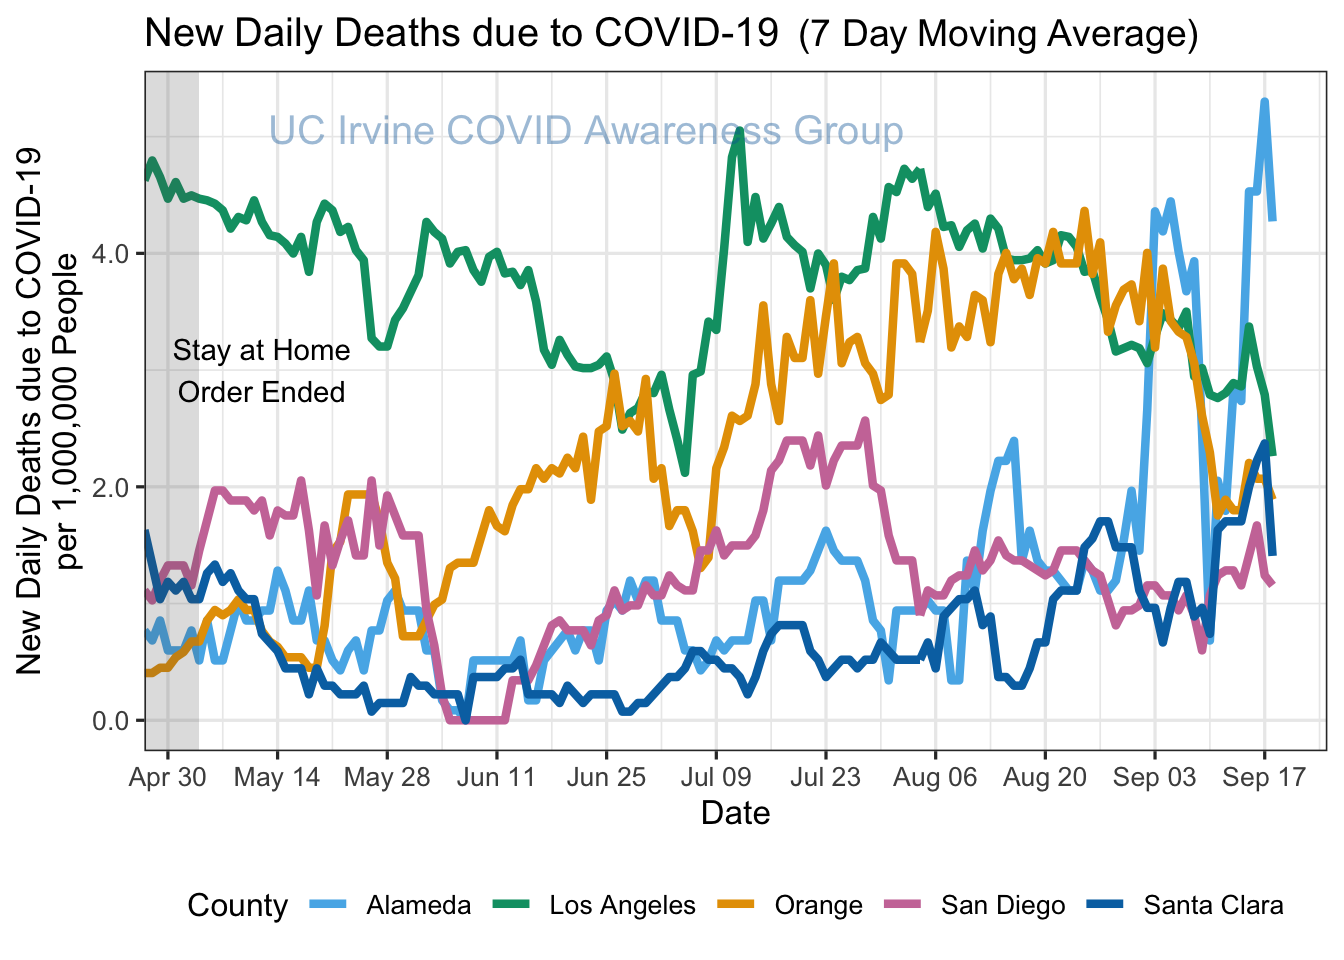 New Daily Deaths due to COVID-19 (7 Day Moving Average)
UC Irvine COVID Awareness Group
New Daily Deaths due to COVID-19
per 1,000,000 People
4.0
2.0
0.0
Stay at Home
Order Ended
Apr 30 May 14 May 28 Jun 11 Jun 25 Jul 09 Jul 23 Aug 06 Aug 20 Sep 03 Sep 17
Date
County Alameda Los Angeles Orange San Diego Santa Clara